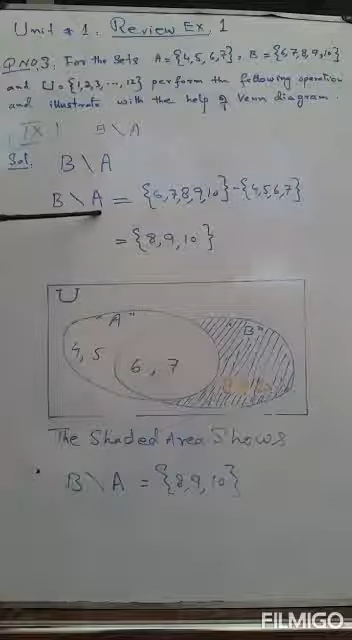 Unit # 1. Review Ex. 1
Q NO.3. For the Sets A = {4,5,6,7}, B = {6,7,8,9,10}
and U = {1,2,3,...,12} perform the following operation
and illustrate with the help of Venn diagram.
B \ A
Sol. B \ A
B \ A = {6,7,8,9,10} - {4,5,6,7}
= {8,9,10}
U
"A" B"
4, 5
6, 7
The Shaded Area Shows
B \ A = {8,9,10}
FILMIGO